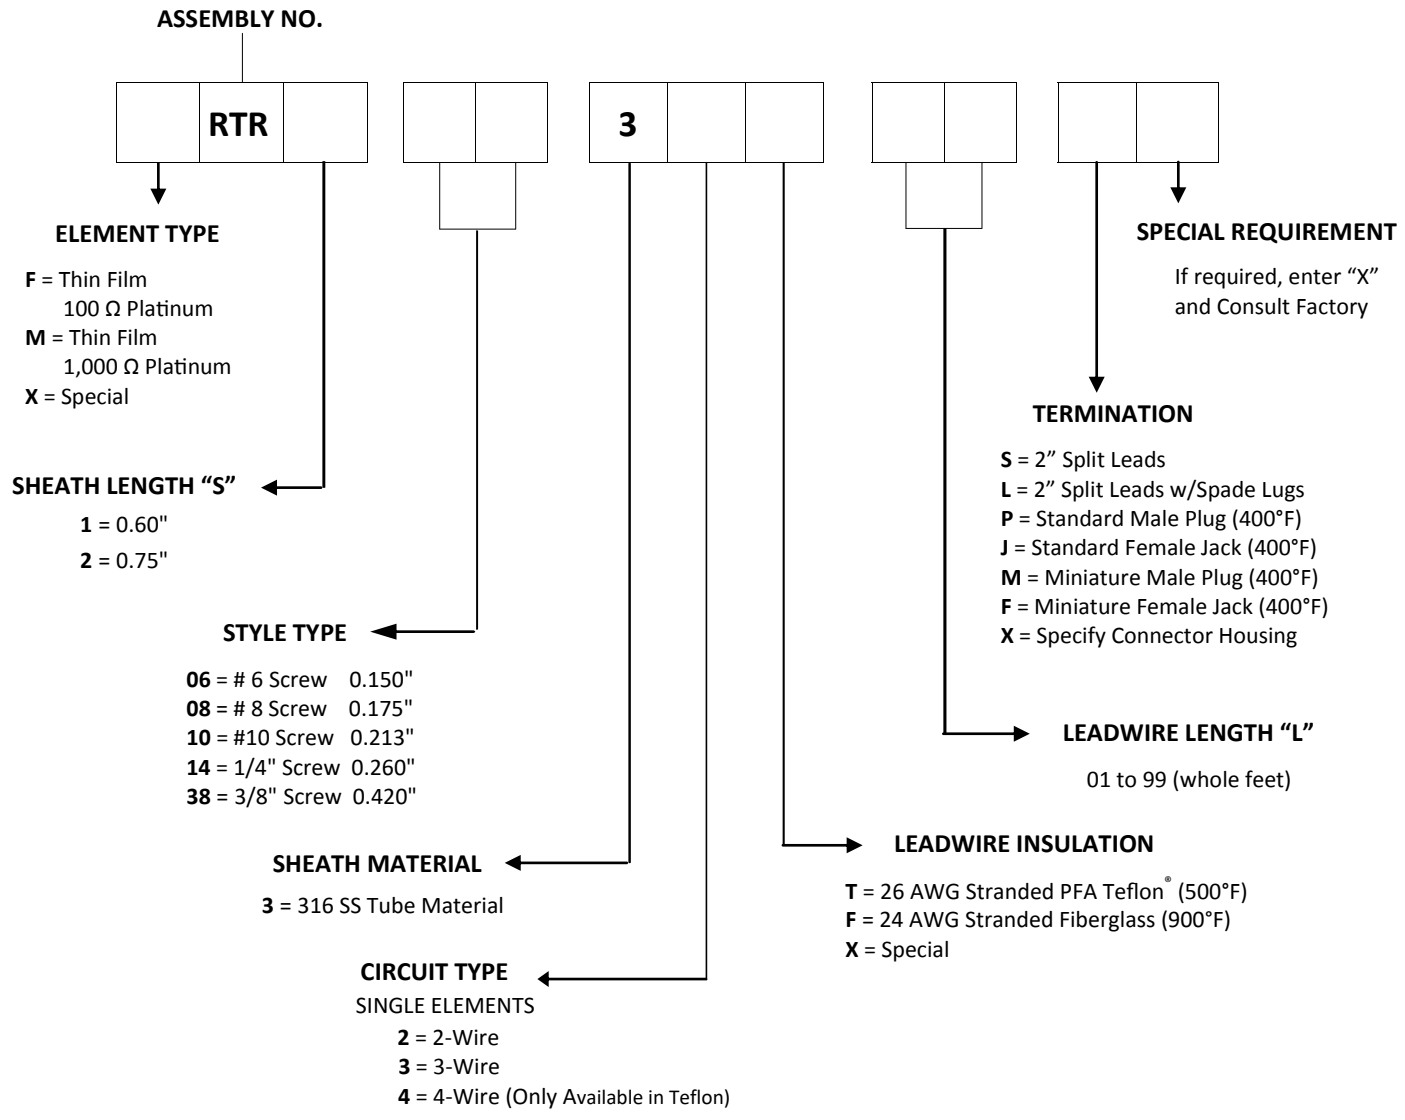 ASSEMBLY NO.
RTR
3
ELEMENT TYPE
F = Thin Film
100 Ω Platinum
M = Thin Film
1,000 Ω Platinum
X = Special
SHEATH LENGTH “S”
1 = 0.60"
2 = 0.75"
STYLE TYPE
06 = # 6 Screw 0.150"
08 = # 8 Screw 0.175"
10 = #10 Screw 0.213"
14 = 1/4" Screw 0.260"
38 = 3/8" Screw 0.420"
SHEATH MATERIAL
3 = 316 SS Tube Material
CIRCUIT TYPE
SINGLE ELEMENTS
2 = 2-Wire
3 = 3-Wire
4 = 4-Wire (Only Available in Teflon)
SPECIAL REQUIREMENT
If required, enter “X”
and Consult Factory
TERMINATION
S = 2” Split Leads
L = 2” Split Leads w/Spade Lugs
P = Standard Male Plug (400°F)
J = Standard Female Jack (400°F)
M = Miniature Male Plug (400°F)
F = Miniature Female Jack (400°F)
X = Specify Connector Housing
LEADWIRE LENGTH “L”
01 to 99 (whole feet)
LEADWIRE INSULATION
T = 26 AWG Stranded PFA Teflon® (500°F)
F = 24 AWG Stranded Fiberglass (900°F)
X = Special